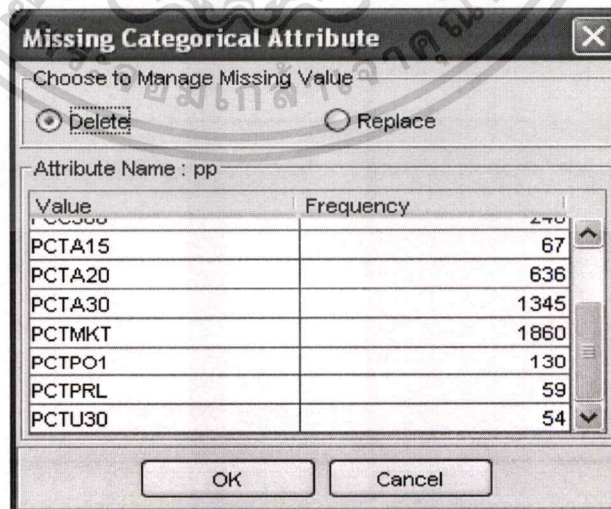 Missing Categorical Attribute
Choose to Manage Missing Value
Delete Replace
Attribute Name : pp
Value Frequency
PCTA15 67
PCTA20 636
PCTA30 1345
PCTMKT 1860
PCTPO1 130
PCTPRL 59
PCTU30 54
OK Cancel